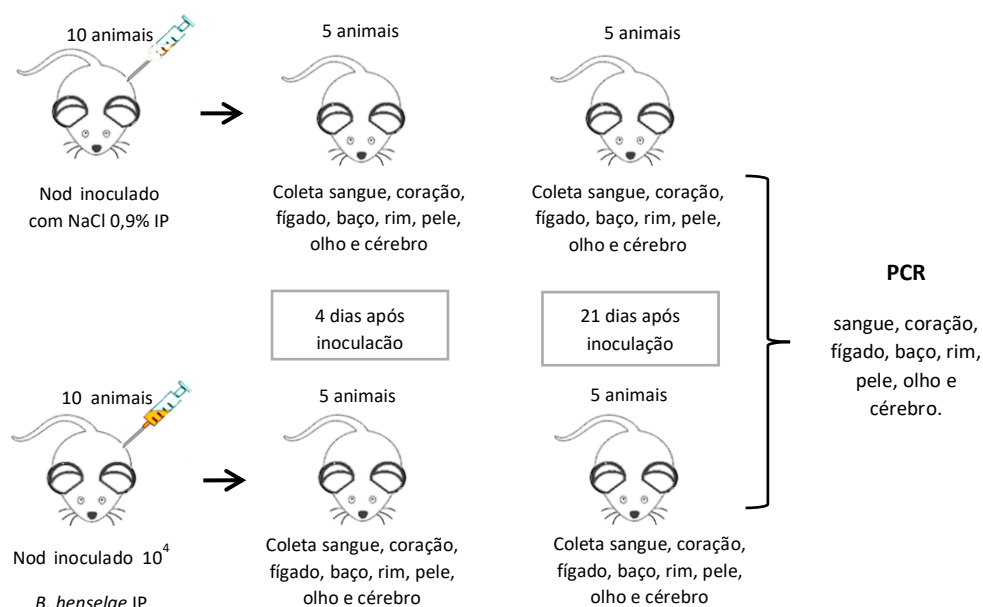 10 animais
5 animais
5 animais
Nod inoculado
com NaCl 0,9% IP
Coleta sangue, coração,
fígado, baço, rim, pele,
olho e cérebro
Coleta sangue, coração,
fígado, baço, rim, pele,
olho e cérebro
4 dias após
inoculacão
21 dias após
inoculação
PCR
sangue, coração,
fígado, baço, rim,
pele, olho e
cérebro.
10 animais
5 animais
5 animais
Nod inoculado 10⁴
B. henselae IP
Coleta sangue, coração,
fígado, baço, rim, pele,
olho e cérebro
Coleta sangue, coração,
fígado, baço, rim, pele,
olho e cérebro